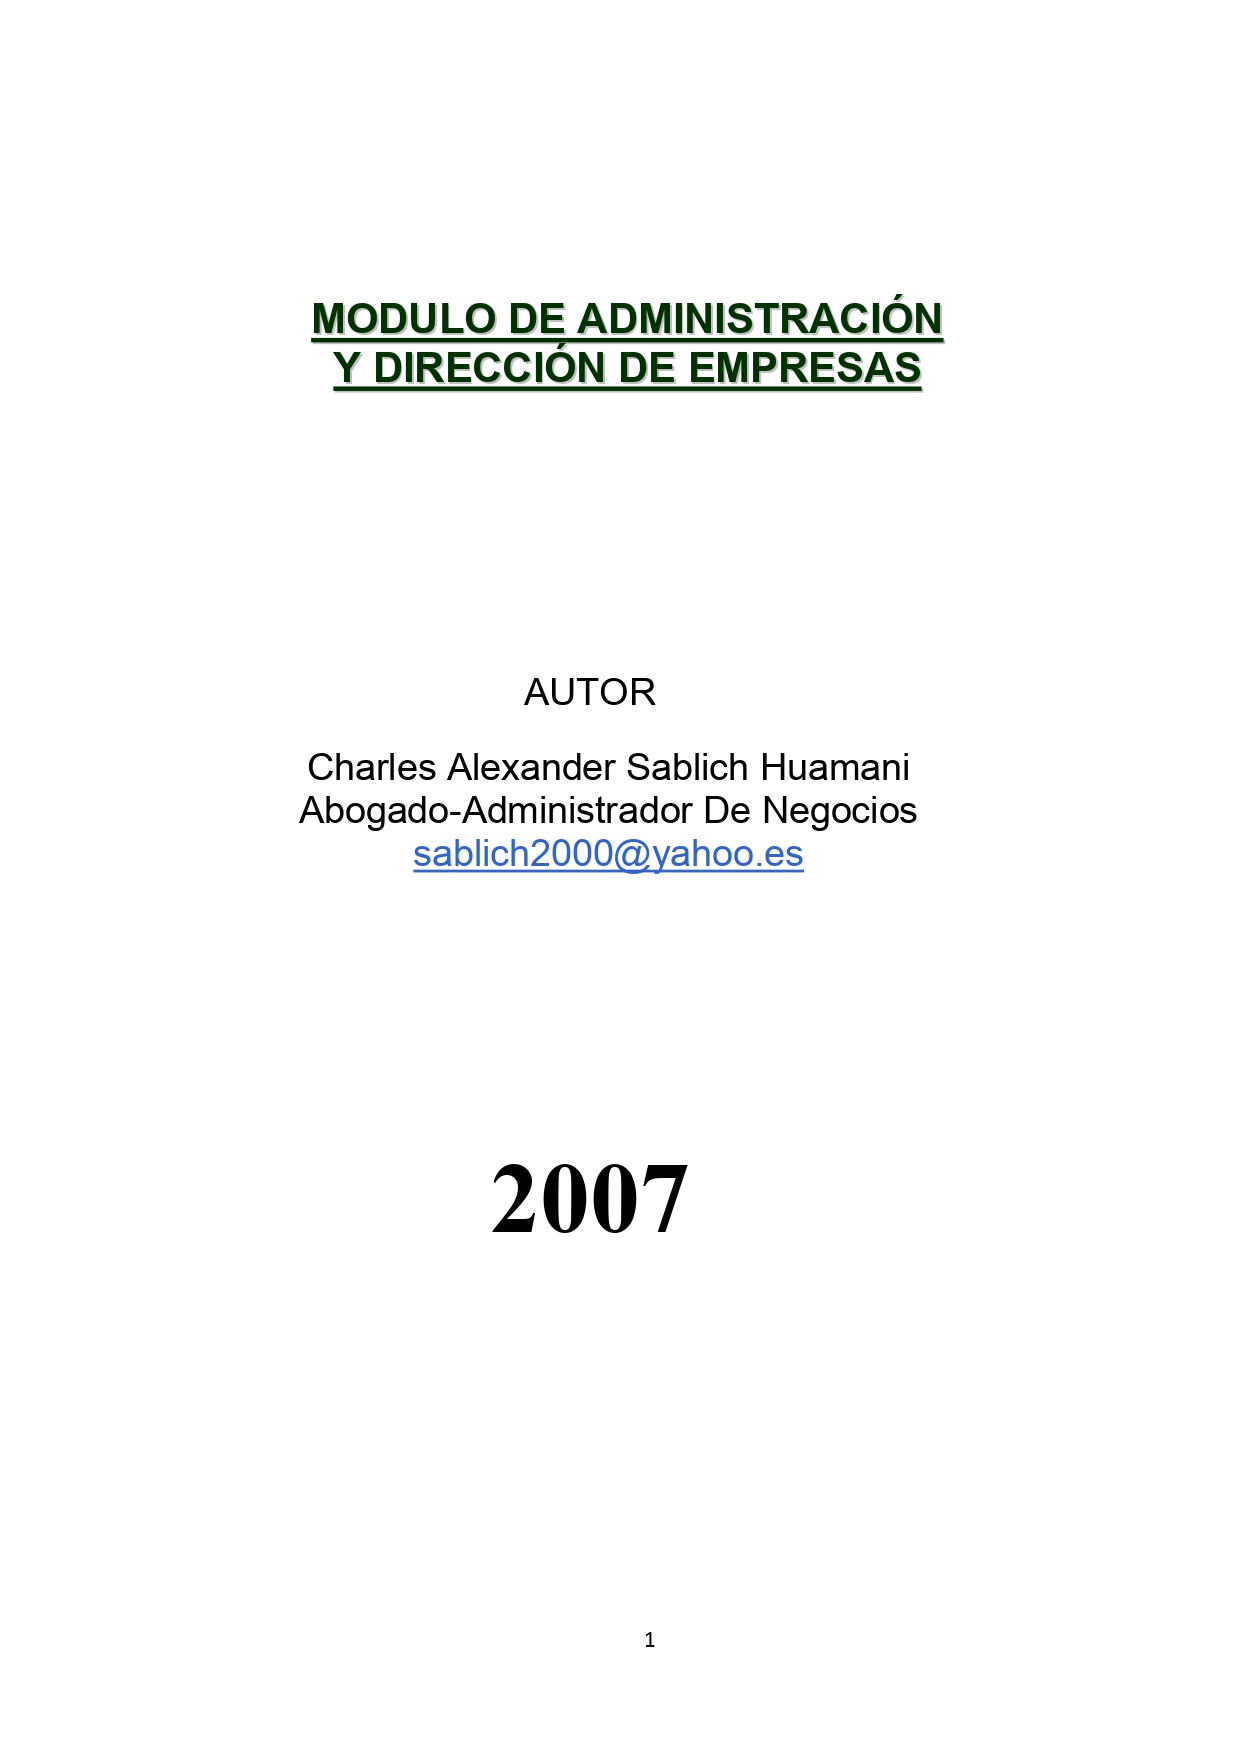 MODULO DE ADMINISTRACIÓN
Y DIRECCIÓN DE EMPRESAS
AUTOR
Charles Alexander Sablich Huamani
Abogado-Administrador De Negocios
sablich2000@yahoo.es
2007
1